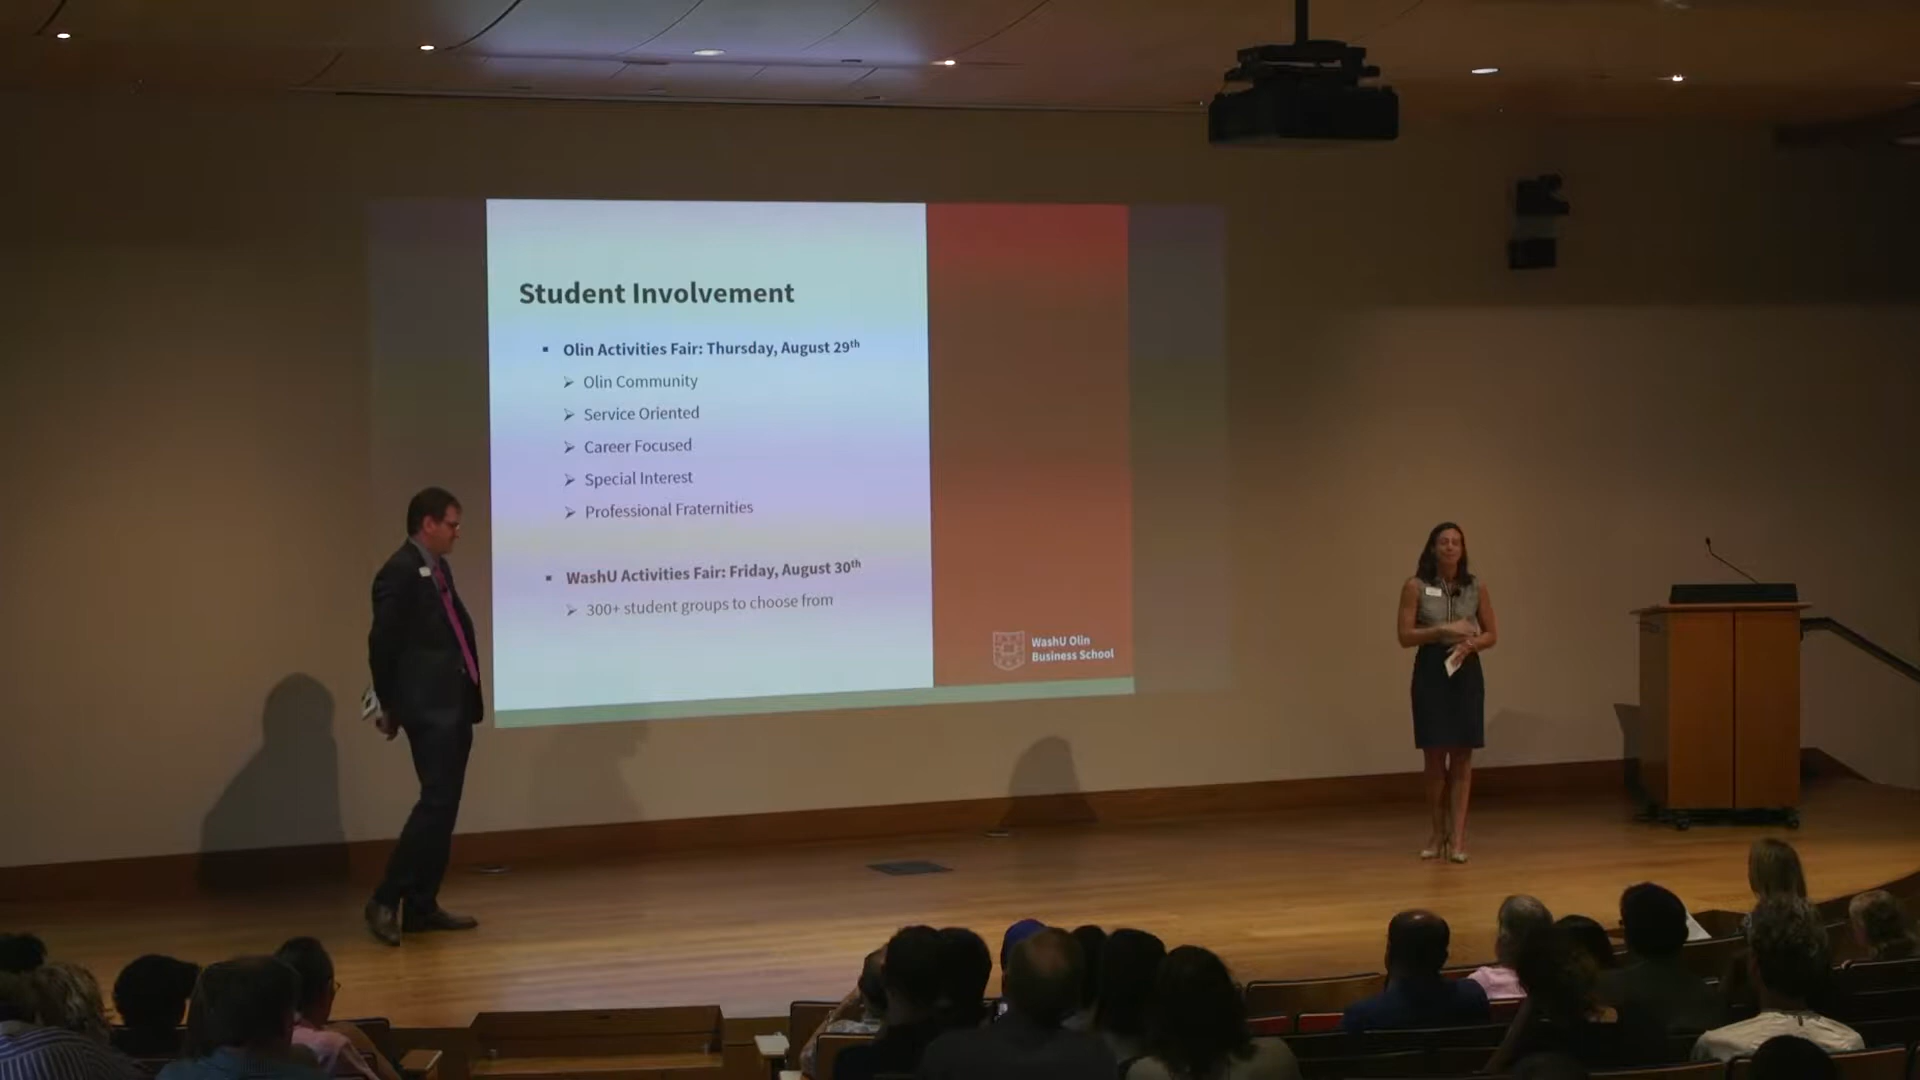 Student Involvement
▪ Olin Activities Fair: Thursday, August 29th
➢ Olin Community
➢ Service Oriented
➢ Career Focused
➢ Special Interest
➢ Professional Fraternities
▪ WashU Activities Fair: Friday, August 30th
➢ 300+ student groups to choose from
WashU Olin
Business School